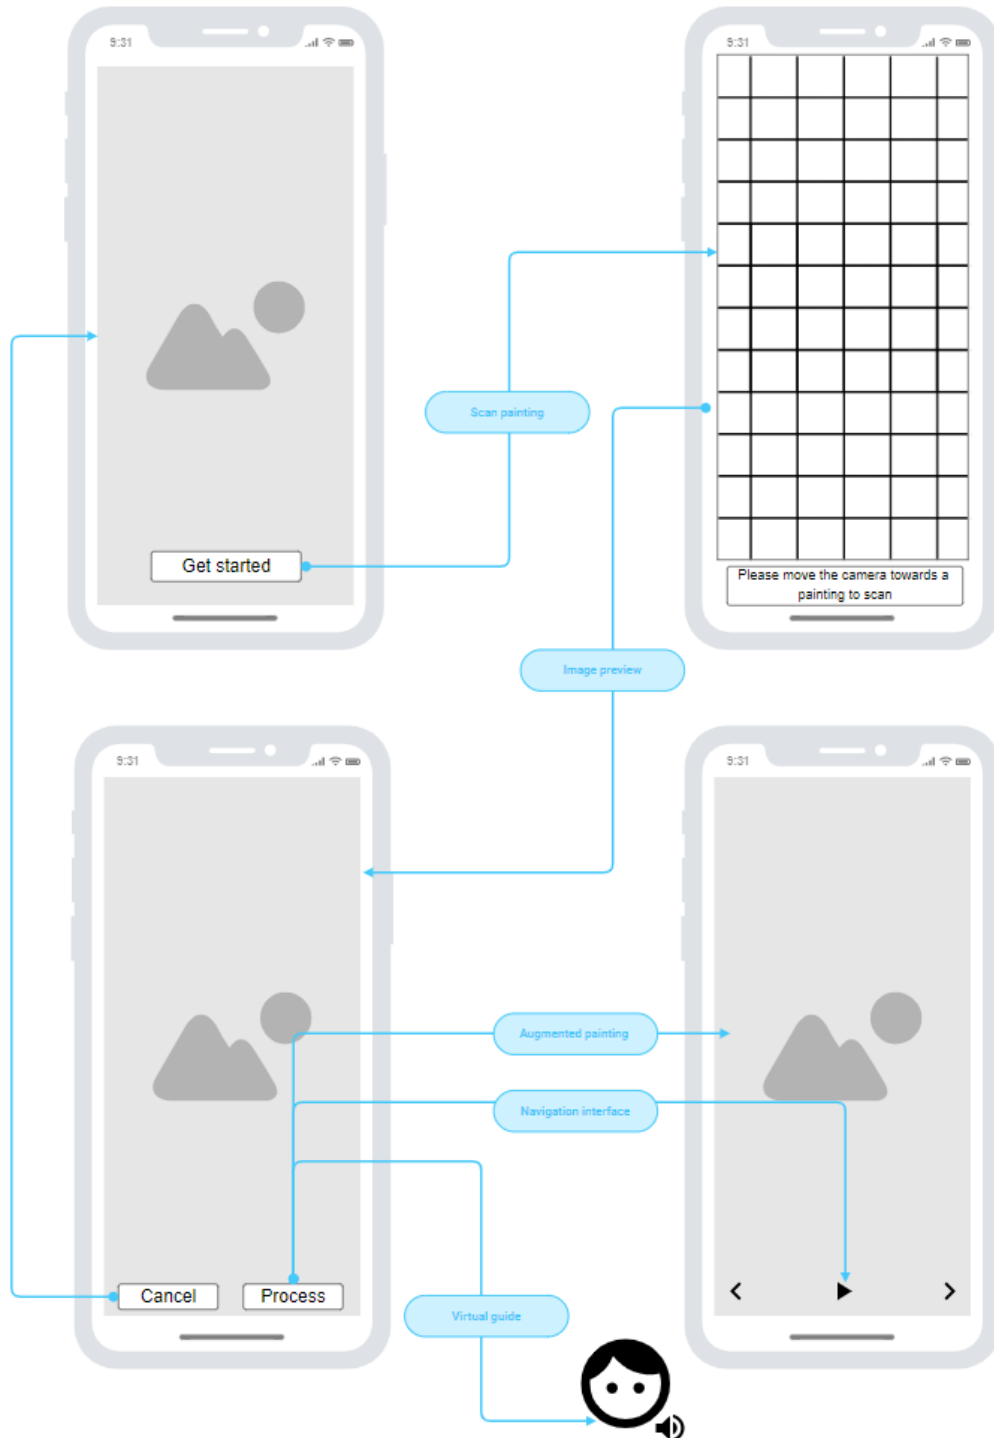 9:31
9:31
Scan painting
Get started
Please move the camera towards a
painting to scan
Image preview
9:31
9:31
Augmented painting
Navigation interface
Cancel
Process
Virtual guide